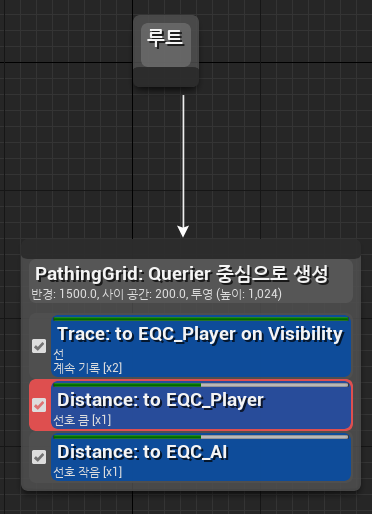 루트
PathingGrid: Querier 중심으로 생성
반경: 1500.0, 사이 공간: 200.0, 투영 (높이: 1,024)
Trace: to EQC_Player on Visibility
선
계속 기록 [x2]
Distance: to EQC_Player
선호 큼 [x1]
Distance: to EQC_AI
선호 작음 [x1]